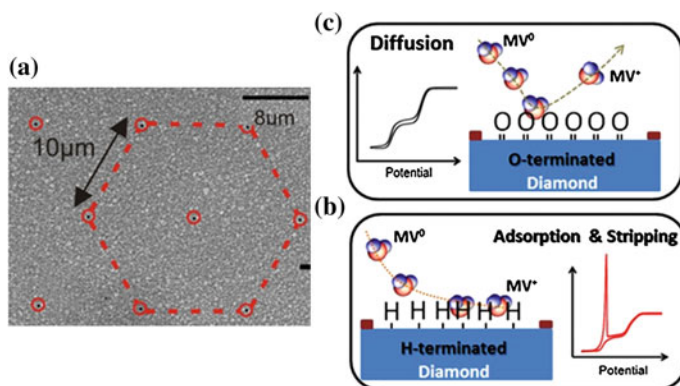 (a)
10μm
8um
(c)
Diffusion
MV⁰
MV⁺
Potential
O O O O O O
O-terminated
Diamond
(b)
MV⁰
Adsorption & Stripping
MV⁺
H H H H H H
H-terminated
Diamond
Potential